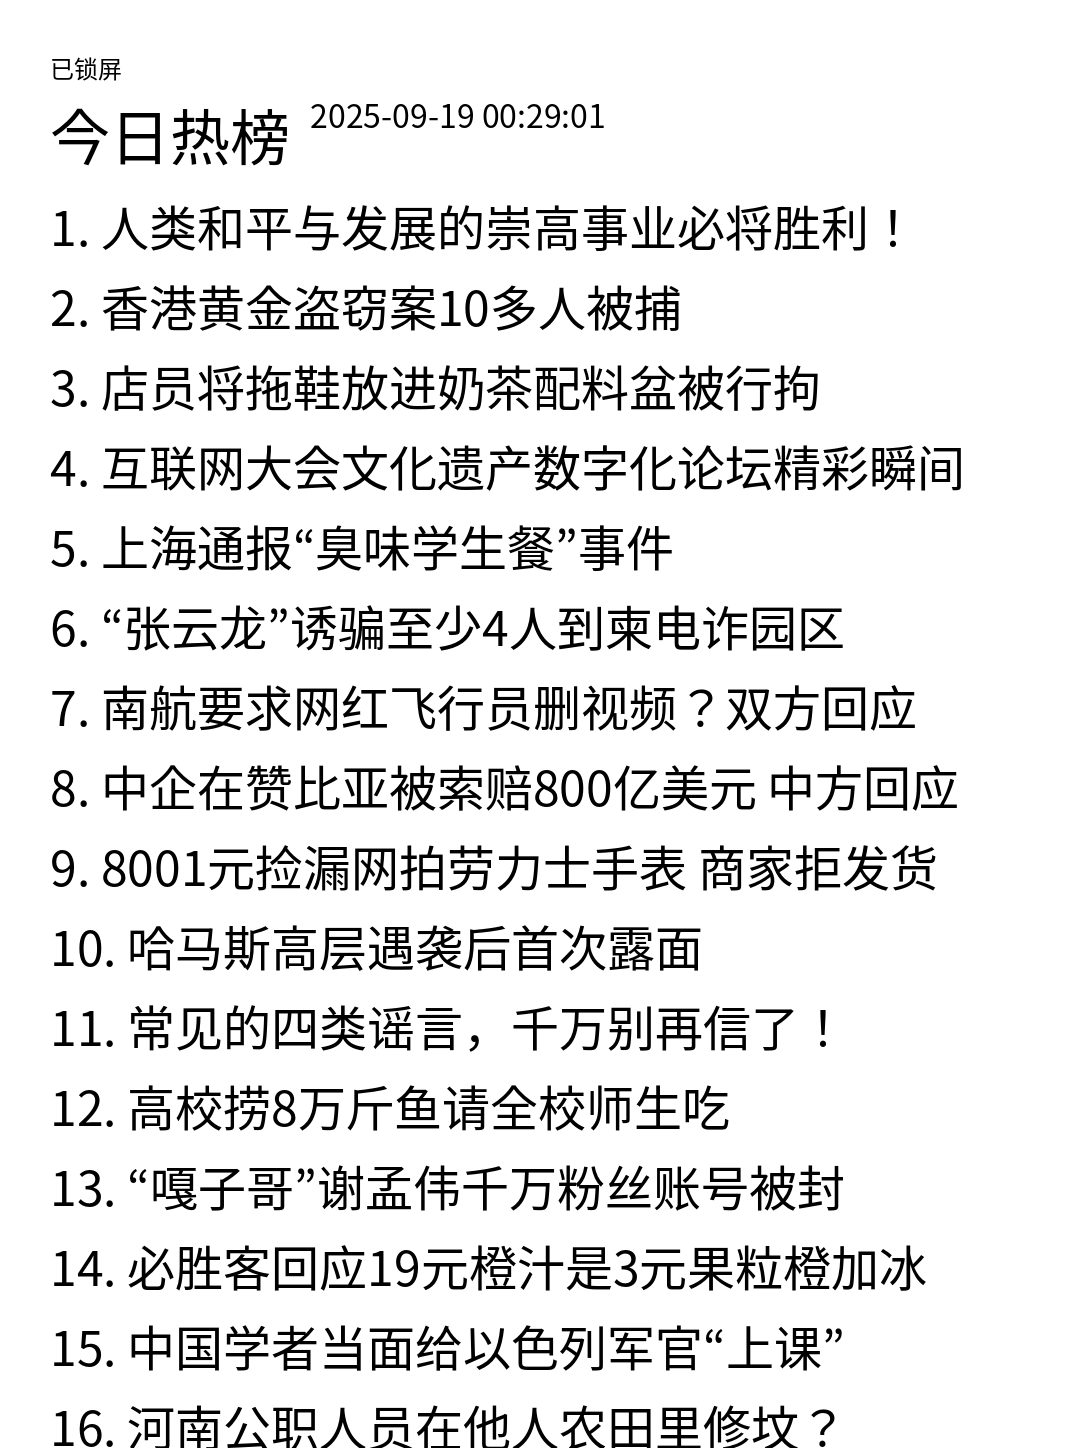 已锁屏
今日热榜 2025-09-19 00:29:01
1. 人类和平与发展的崇高事业必将胜利！
2. 香港黄金盗窃案10多人被捕
3. 店员将拖鞋放进奶茶配料盆被行拘
4. 互联网大会文化遗产数字化论坛精彩瞬间
5. 上海通报“臭味学生餐”事件
6. “张云龙”诱骗至少4人到柬电诈园区
7. 南航要求网红飞行员删视频？双方回应
8. 中企在赞比亚被索赔800亿美元 中方回应
9. 8001元捡漏网拍劳力士手表 商家拒发货
10. 哈马斯高层遇袭后首次露面
11. 常见的四类谣言，千万别再信了！
12. 高校捞8万斤鱼请全校师生吃
13. “嘎子哥”谢孟伟千万粉丝账号被封
14. 必胜客回应19元橙汁是3元果粒橙加冰
15. 中国学者当面给以色列军官“上课”
16. 河南公职人员在他人农田里修坟？